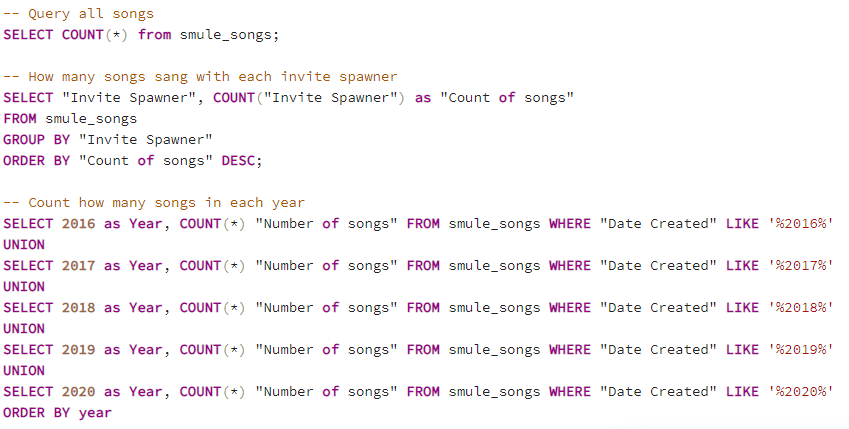 -- Query all songs
SELECT COUNT(*) from smule_songs;
-- How many songs sang with each invite spawner
SELECT "Invite Spawner", COUNT("Invite Spawner") as "Count of songs"
FROM smule_songs
GROUP BY "Invite Spawner"
ORDER BY "Count of songs" DESC;
-- Count how many songs in each year
SELECT 2016 as Year, COUNT(*) "Number of songs" FROM smule_songs WHERE "Date Created" LIKE '%2016%'
UNION
SELECT 2017 as Year, COUNT(*) "Number of songs" FROM smule_songs WHERE "Date Created" LIKE '%2017%'
UNION
SELECT 2018 as Year, COUNT(*) "Number of songs" FROM smule_songs WHERE "Date Created" LIKE '%2018%'
UNION
SELECT 2019 as Year, COUNT(*) "Number of songs" FROM smule_songs WHERE "Date Created" LIKE '%2019%'
UNION
SELECT 2020 as Year, COUNT(*) "Number of songs" FROM smule_songs WHERE "Date Created" LIKE '%2020%'
ORDER BY year